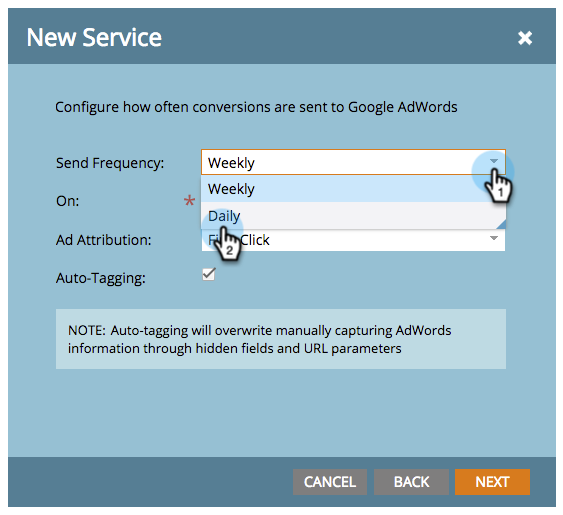 New Service
Configure how often conversions are sent to Google AdWords
Send Frequency: Weekly
1
Weekly
On: *
Daily
2
Ad Attribution: Click
Auto-Tagging:
NOTE: Auto-tagging will overwrite manually capturing AdWords
information through hidden fields and URL parameters
CANCEL BACK NEXT